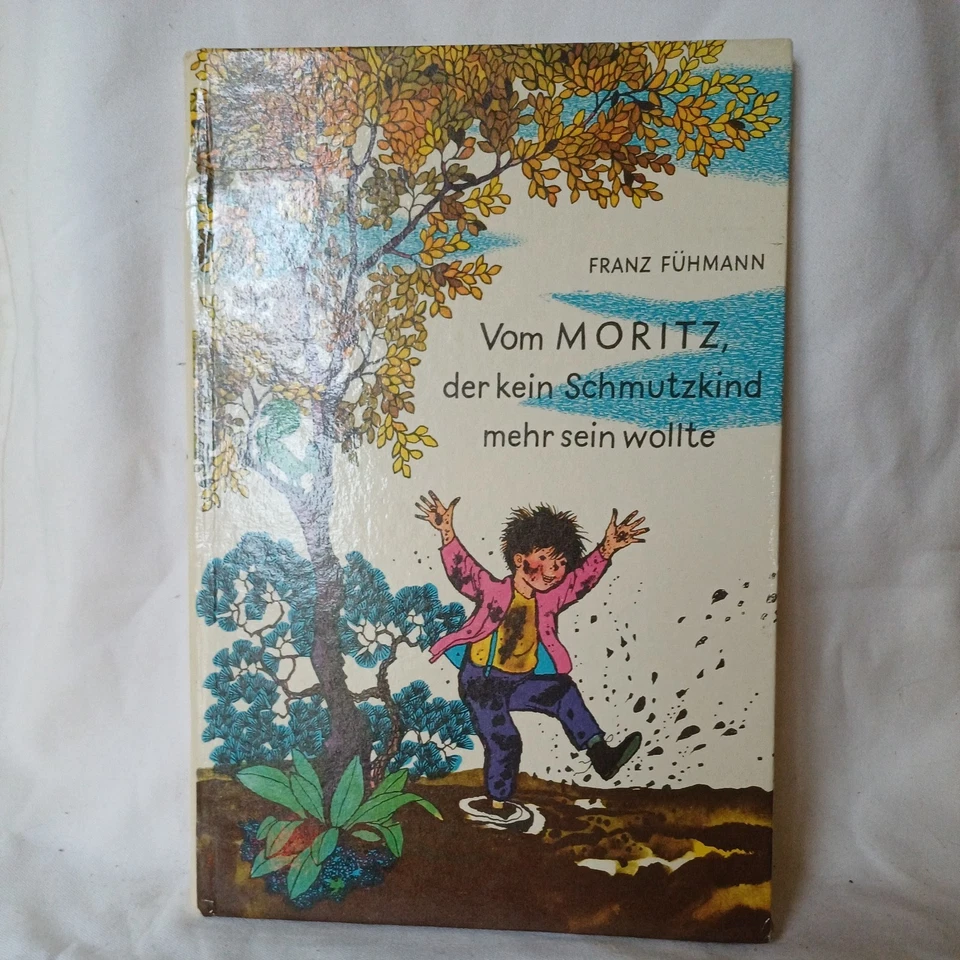 FRANZ FÜHMANN
Vom MORITZ,
der kein Schmutzkind
mehr sein wollte